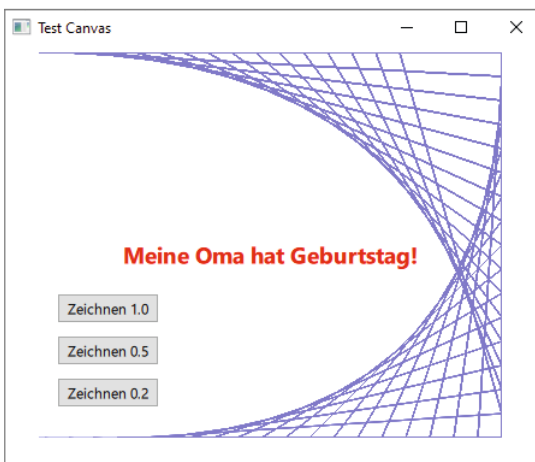 Test Canvas
Meine Oma hat Geburtstag!
Zeichnen 1.0
Zeichnen 0.5
Zeichnen 0.2